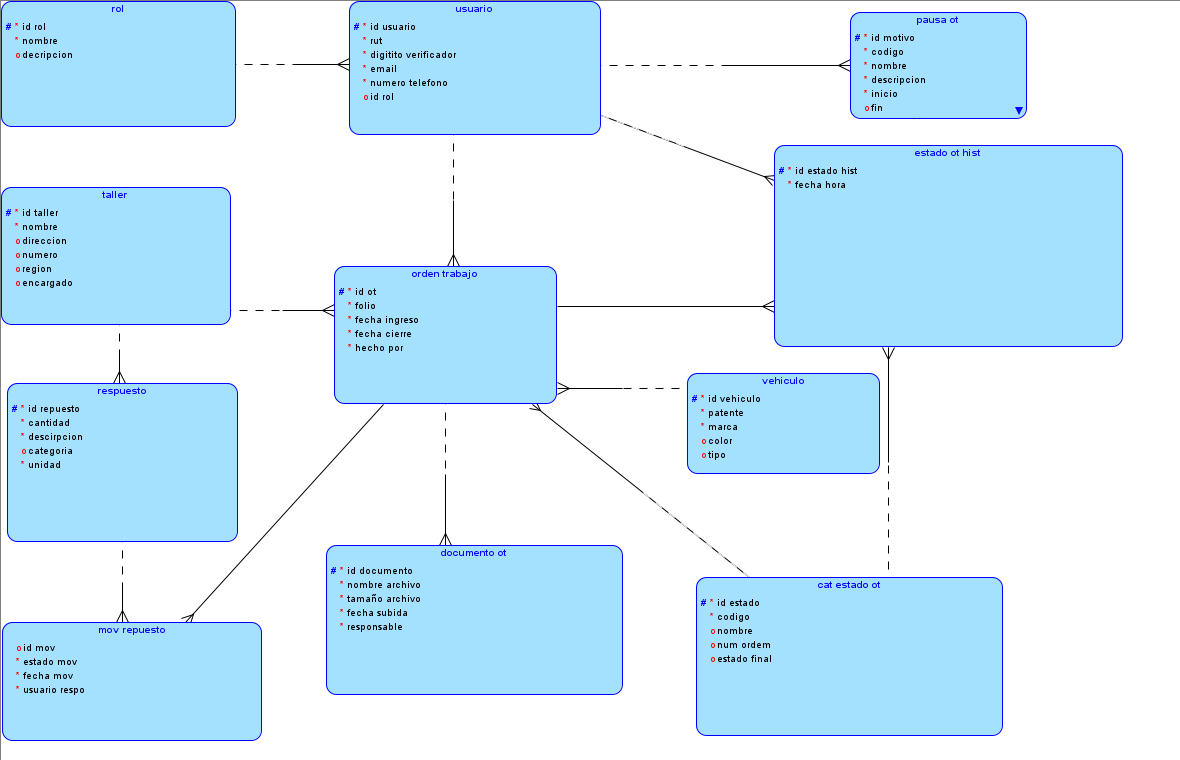 rol
# * id rol
* nombre
o decripcion
usuario
# * id usuario
* rut
* digitito verificador
* email
* numero telefono
o id rol
pausa ot
# * id motivo
* codigo
* nombre
* descripcion
* inicio
o fin
estado ot hist
# * id estado hist
* fecha hora
taller
# * id taller
* nombre
o direccion
o numero
o region
o encargado
orden trabajo
# * id ot
* folio
* fecha ingreso
* fecha cierre
* hecho por
vehiculo
# * id vehiculo
* patente
* marca
o color
o tipo
respuesto
# * id repuesto
* cantidad
* descirpcion
o categoria
* unidad
documento ot
# * id documento
* nombre archivo
* tamaño archivo
* fecha subida
* responsable
cat estado ot
# * id estado
* codigo
o nombre
o num ordem
o estado final
mov repuesto
o id mov
* estado mov
* fecha mov
* usuario respo